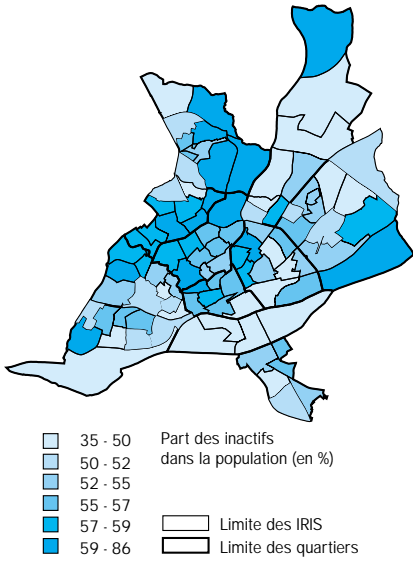 35 - 50
50 - 52
52 - 55
55 - 57
57 - 59
59 - 86
Part des inactifs
dans la population (en %)
Limite des IRIS
Limite des quartiers